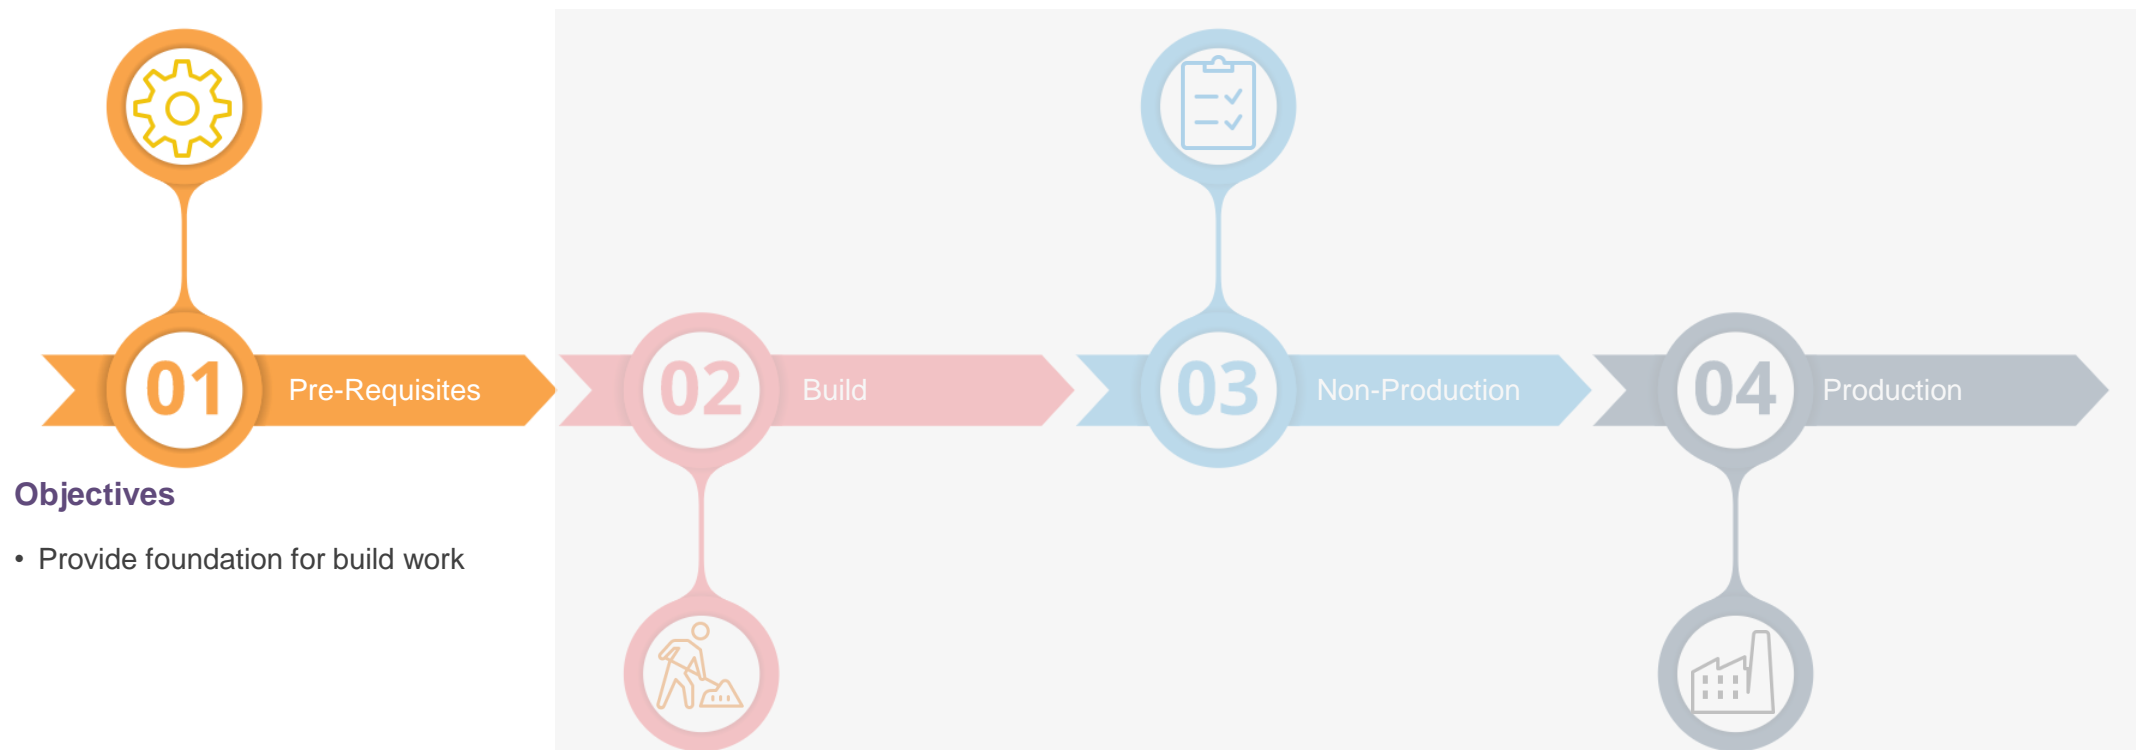 01
Pre-Requisites
02
Build
03
Non-Production
04
Production
Objectives
• Provide foundation for build work